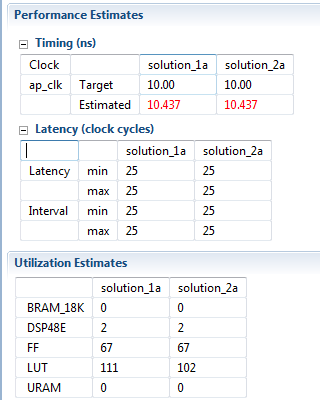 Performance Estimates
Timing (ns)
Clock solution_1a solution_2a
ap_clk Target 10.00 10.00
Estimated 10.437 10.437
Latency (clock cycles)
solution_1a solution_2a
Latency min 25 25
max 25 25
Interval min 25 25
max 25 25
Utilization Estimates
solution_1a solution_2a
BRAM_18K 0 0
DSP48E 2 2
FF 67 67
LUT 111 102
URAM 0 0